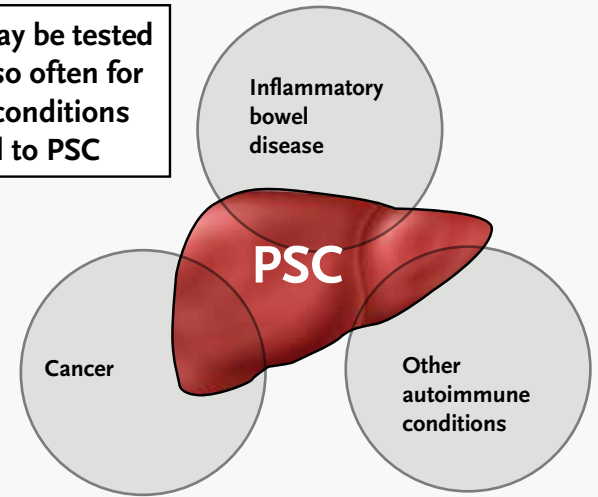 ay be tested
so often for
conditions
to PSC
Inflammatory
bowel
disease
PSC
Cancer
Other
autoimmune
conditions